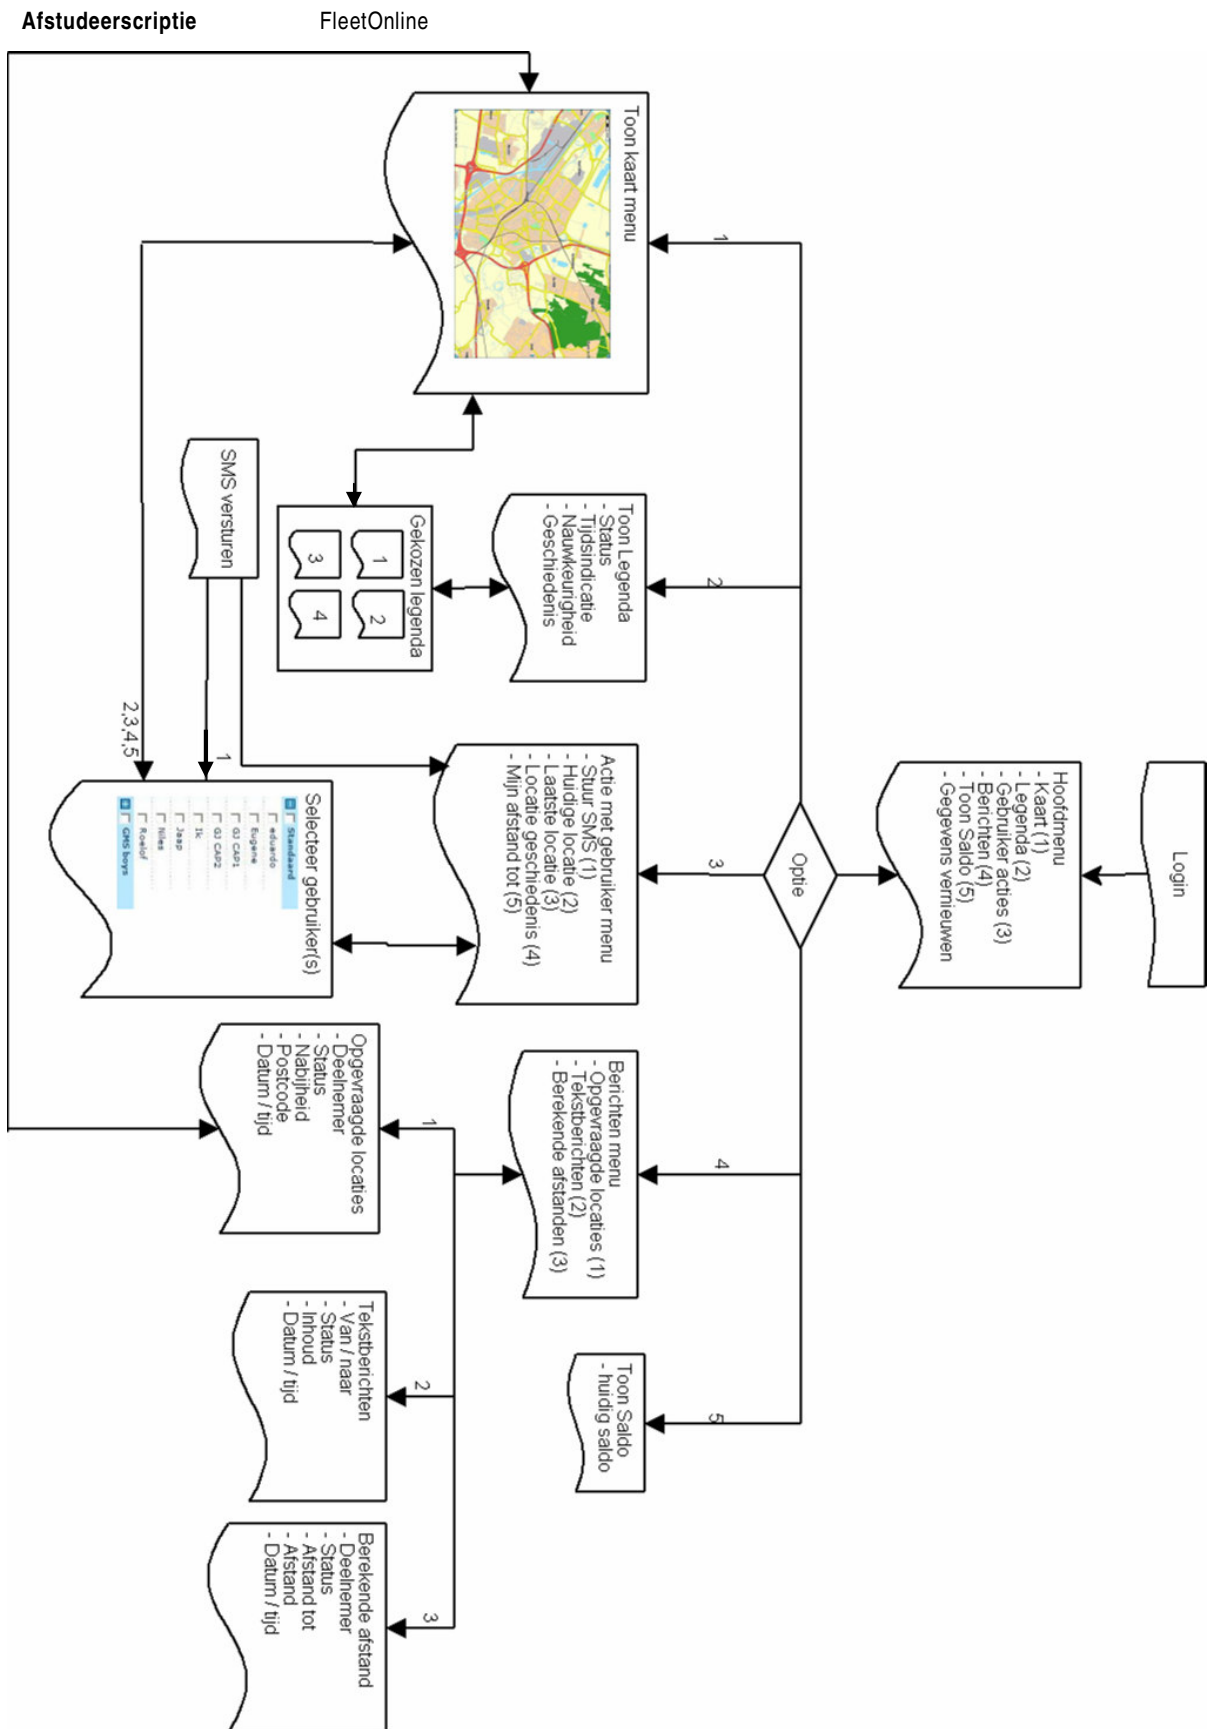 Afstudeerscriptie FleetOnline
Login
Hoofdmenu
- Kaart (1)
- Legenda (2)
- Gebruiker acties (3)
- Berichten (4)
- Toon Saldo (5)
- Gegevens vernieuwen
Optie
1
2
3
4
5
Toon kaart menu
Toon Legenda
- Status
- Tijdsindicatie
- Nauwkeurigheid
- Geschiedenis
Actie met gebruiker menu
- Stuur SMS (1)
- Huidige locatie (2)
- Laatste locatie (3)
- Locatie geschiedenis (4)
- Mijn afstand tot (5)
Berichten menu
- Opgevraagde locaties (1)
- Tekstberichten (2)
- Berekende afstanden (3)
Toon Saldo
- huidig saldo
Gekozen legenda
1
2
3
4
SMS versturen
1
2,3,4,5
Selecteer gebruiker(s)
Standaard
eduardo
Eugene
GJ CAP1
GJ CAP2
Ik
Jaap
Niles
Roelof
GMS boys
1
2
3
Opgevraagde locaties
- Deelnemer
- Status
- Nabijheid
- Postcode
- Datum / tijd
Tekstberichten
- Van / naar
- Status
- Inhoud
- Datum / tijd
Berekende afstand
- Deelnemer
- Status
- Afstand tot
- Afstand
- Datum / tijd